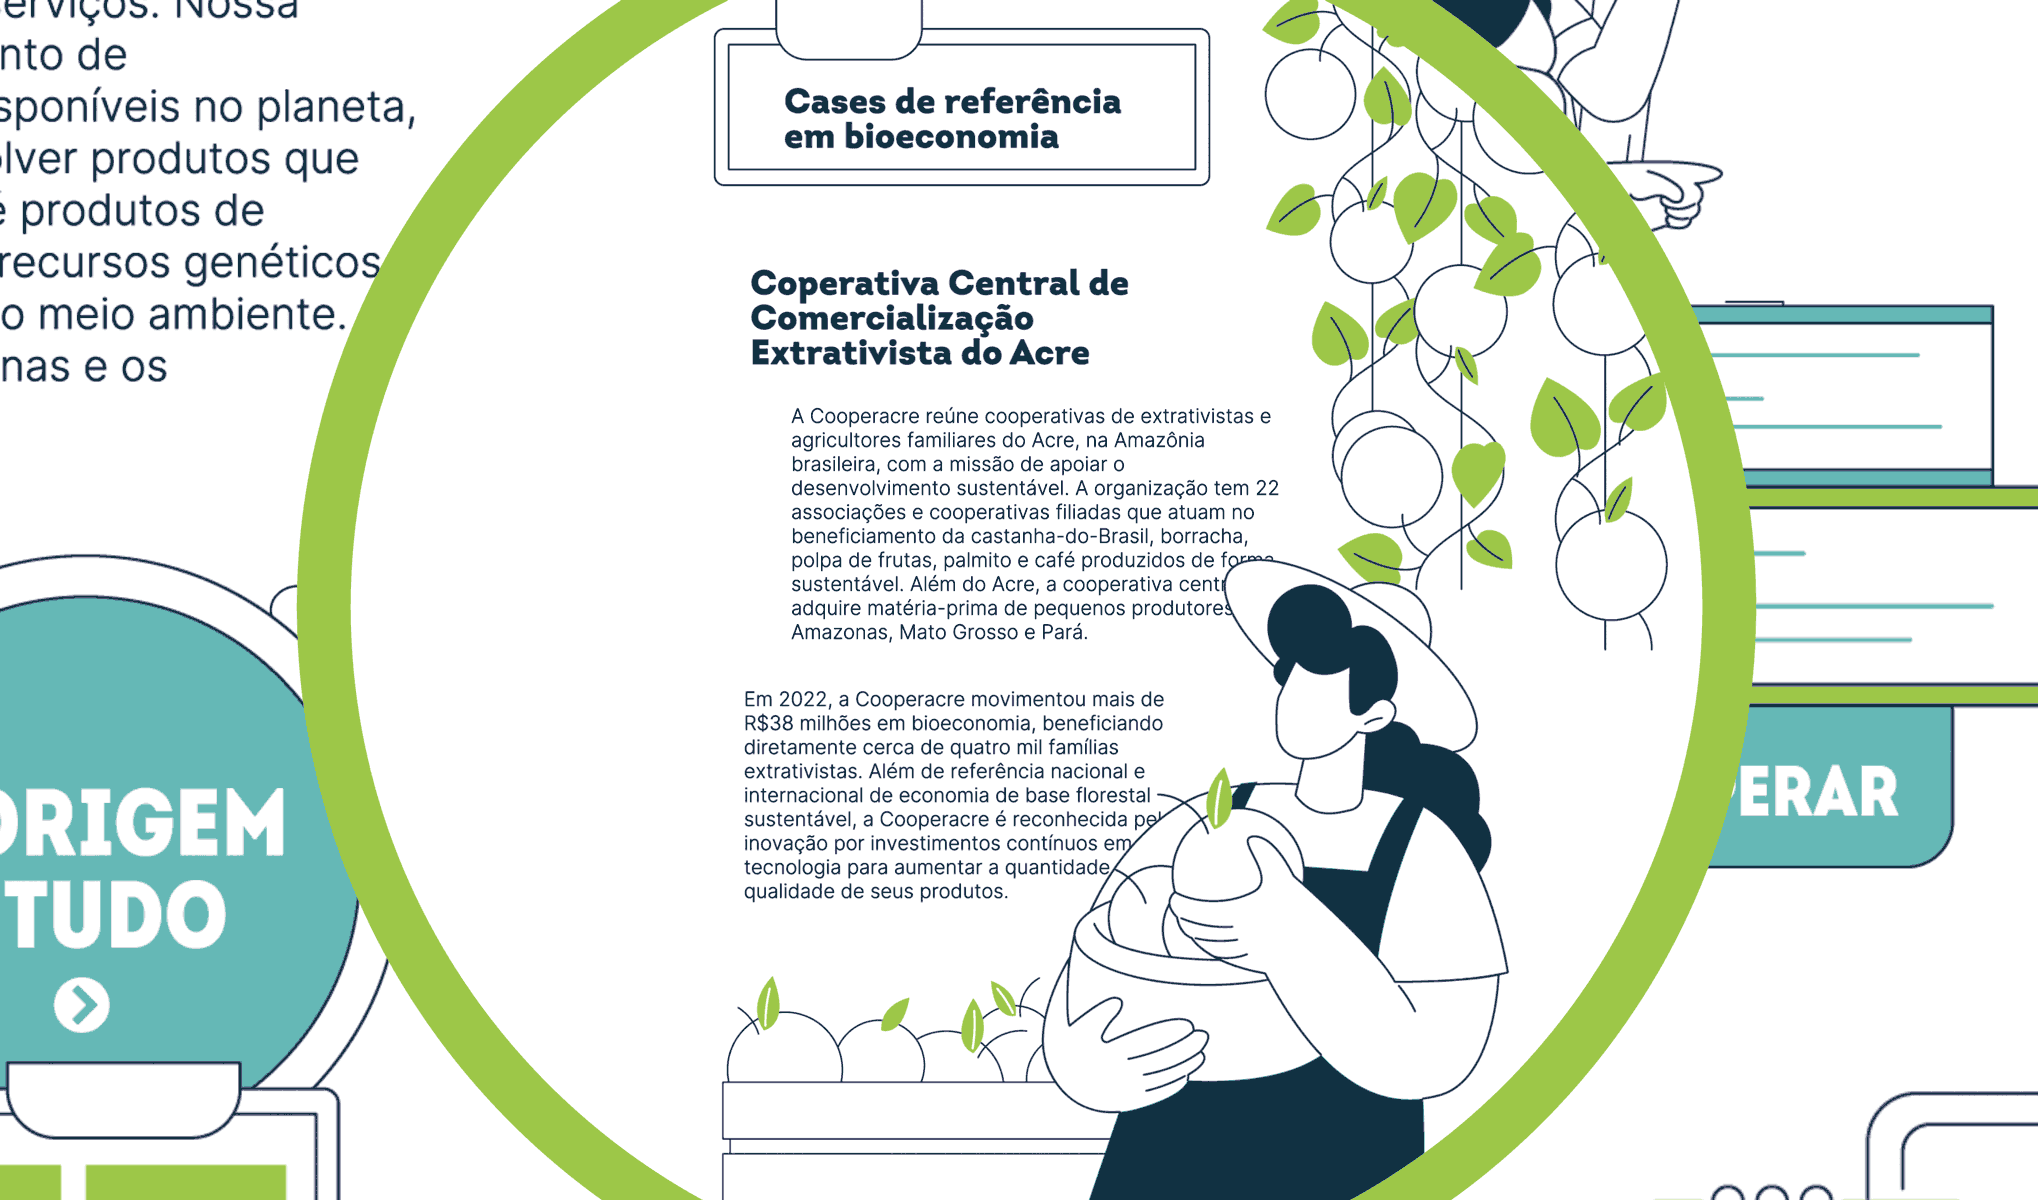 serviços. Nossa
nto de
sponíveis no planeta,
olver produtos que
é produtos de
recursos genéticos
o meio ambiente.
nas e os
Cases de referência
em bioeconomia
Coperativa Central de
Comercialização
Extrativista do Acre
A Cooperacre reúne cooperativas de extrativistas e
agricultores familiares do Acre, na Amazônia
brasileira, com a missão de apoiar o
desenvolvimento sustentável. A organização tem 22
associações e cooperativas filiadas que atuam no
beneficiamento da castanha-do-Brasil, borracha,
polpa de frutas, palmito e café produzidos de forma
sustentável. Além do Acre, a cooperativa centr
adquire matéria-prima de pequenos produtores
Amazonas, Mato Grosso e Pará.
Em 2022, a Cooperacre movimentou mais de
R$38 milhões em bioeconomia, beneficiando
diretamente cerca de quatro mil famílias
extrativistas. Além de referência nacional e
internacional de economia de base florestal
sustentável, a Cooperacre é reconhecida pel
inovação por investimentos contínuos em
tecnologia para aumentar a quantidade
qualidade de seus produtos.
ORIGEM
TUDO
ERAR